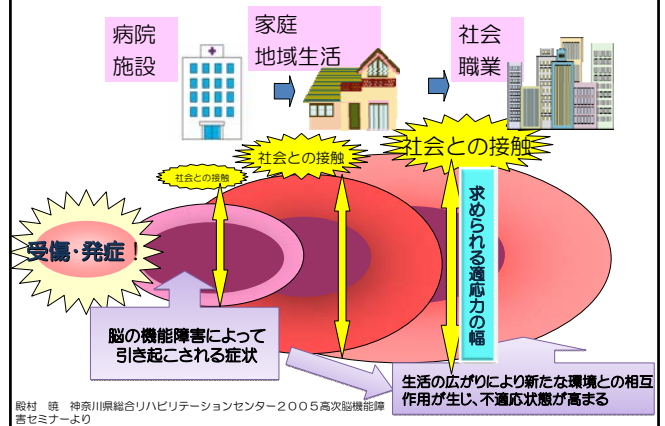 病院
施設
家庭
地域生活
社会
職業
社会との接触
社会との接触
社会との接触
受傷・発症!
求められる適応力の幅
脳の機能障害によって
引き起こされる症状
生活の広がりにより新たな環境との相互
作用が生じ、不適応状態が高まる
殿村 暁 神奈川県総合リハビリテーションセンター2005高次脳機能障
害セミナーより